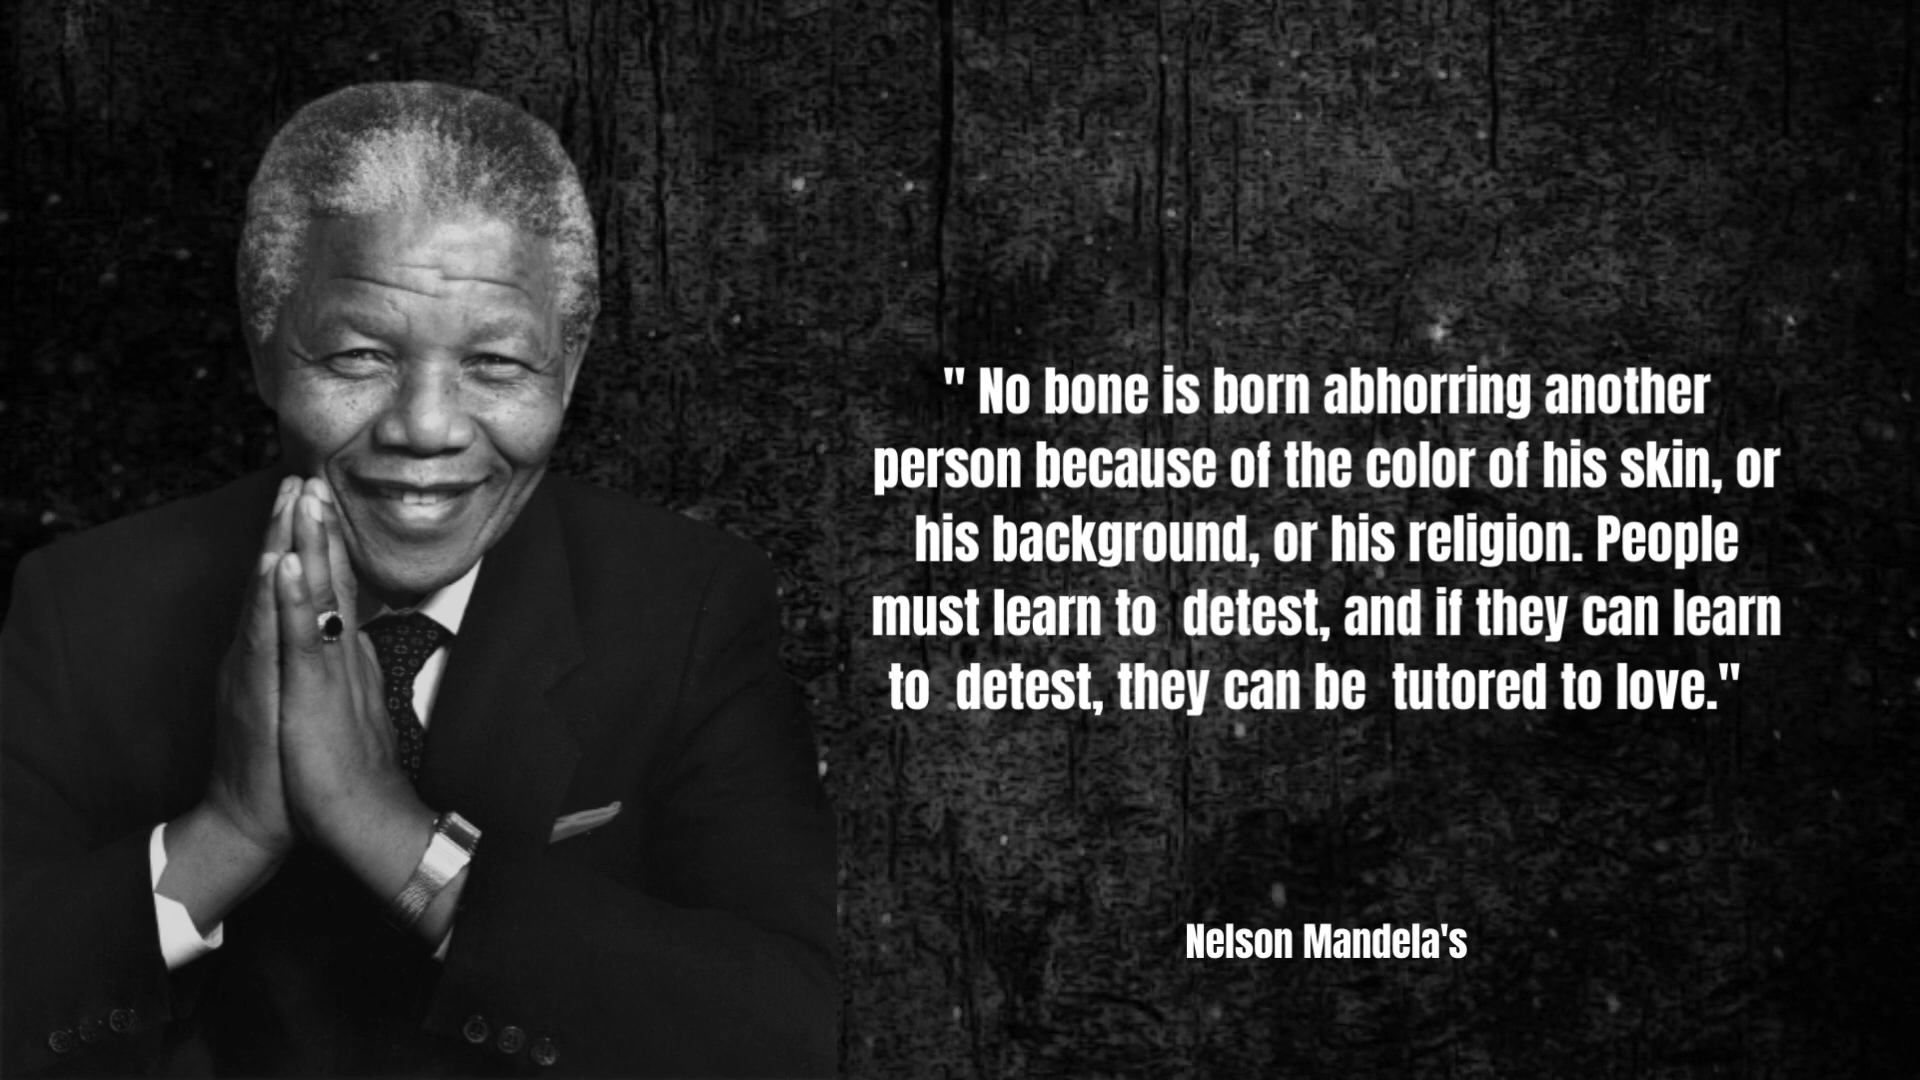 " No bone is born abhorring another
person because of the color of his skin, or
his background, or his religion. People
must learn to  detest, and if they can learn
to  detest, they can be  tutored to love."
Nelson Mandela's